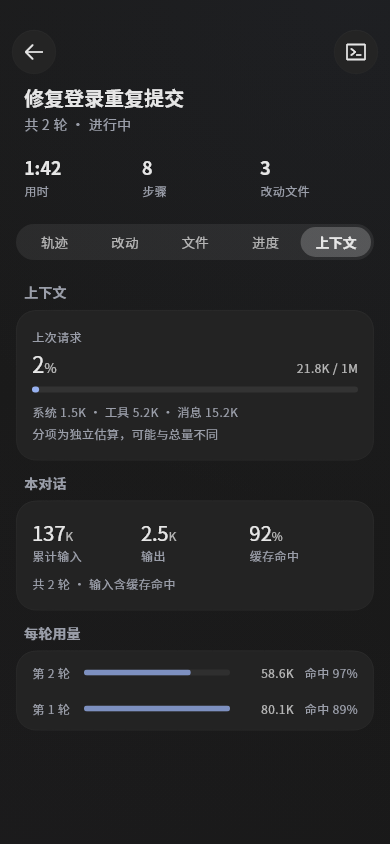 修复登录重复提交
共 2 轮 · 进行中
1:42 8 3
用时 步骤 改动文件
轨迹 改动 文件 进度 上下文
上下文
上次请求
2% 21.8K / 1M
系统 1.5K · 工具 5.2K · 消息 15.2K
分项为独立估算，可能与总量不同
本对话
137K 2.5K 92%
累计输入 输出 缓存命中
共 2 轮 · 输入含缓存命中
每轮用量
第 2 轮 58.6K 命中 97%
第 1 轮 80.1K 命中 89%